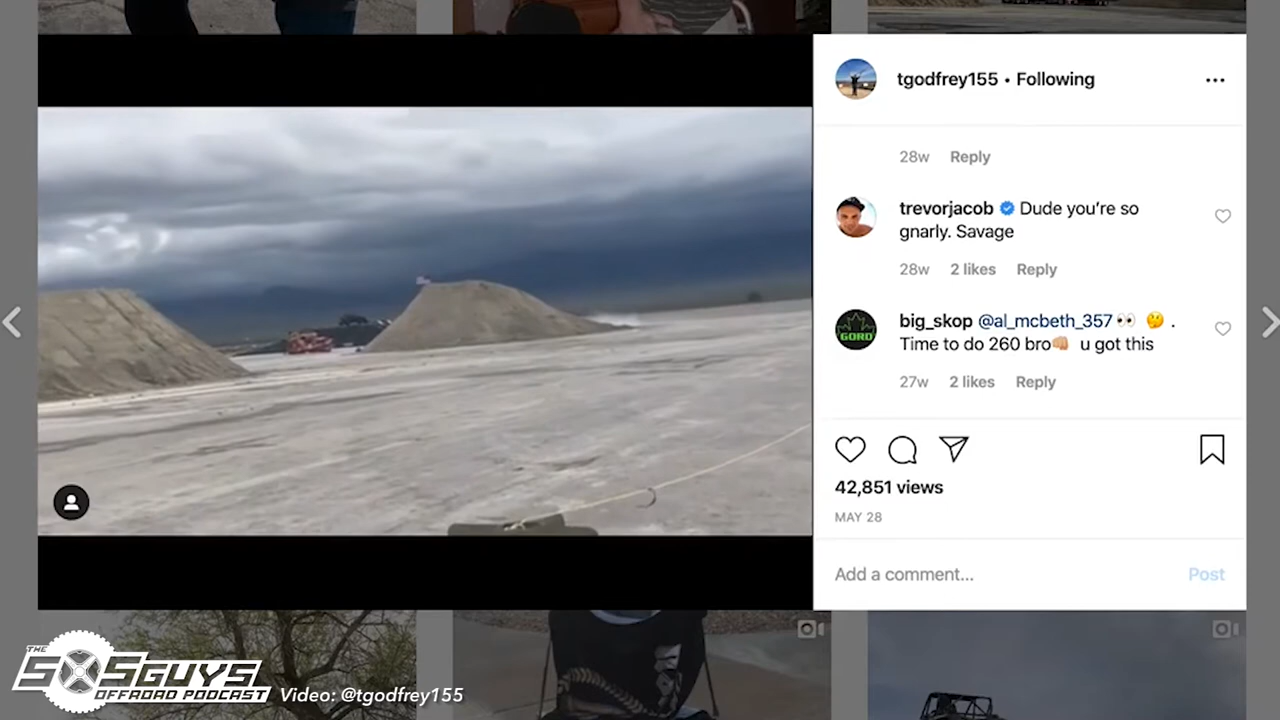 tgodfrey155 • Following
28w Reply
trevorjacob Dude you're so
gnarly. Savage
28w 2 likes Reply
big_skop @al_mcbeth_357👀 🤔 .
Time to do 260 bro👊🏼 u got this
GORD
27w 2 likes Reply
42,851 views
MAY 28
Add a comment... Post
THE
SXSGUYS
OFFROAD PODCAST
Video: @tgodfrey155